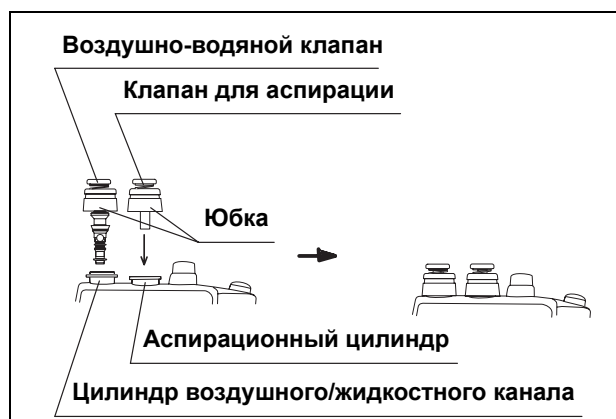 Воздушно-водяной клапан
Клапан для аспирации
Юбка
Аспирационный цилиндр
Цилиндр воздушного/жидкостного канала